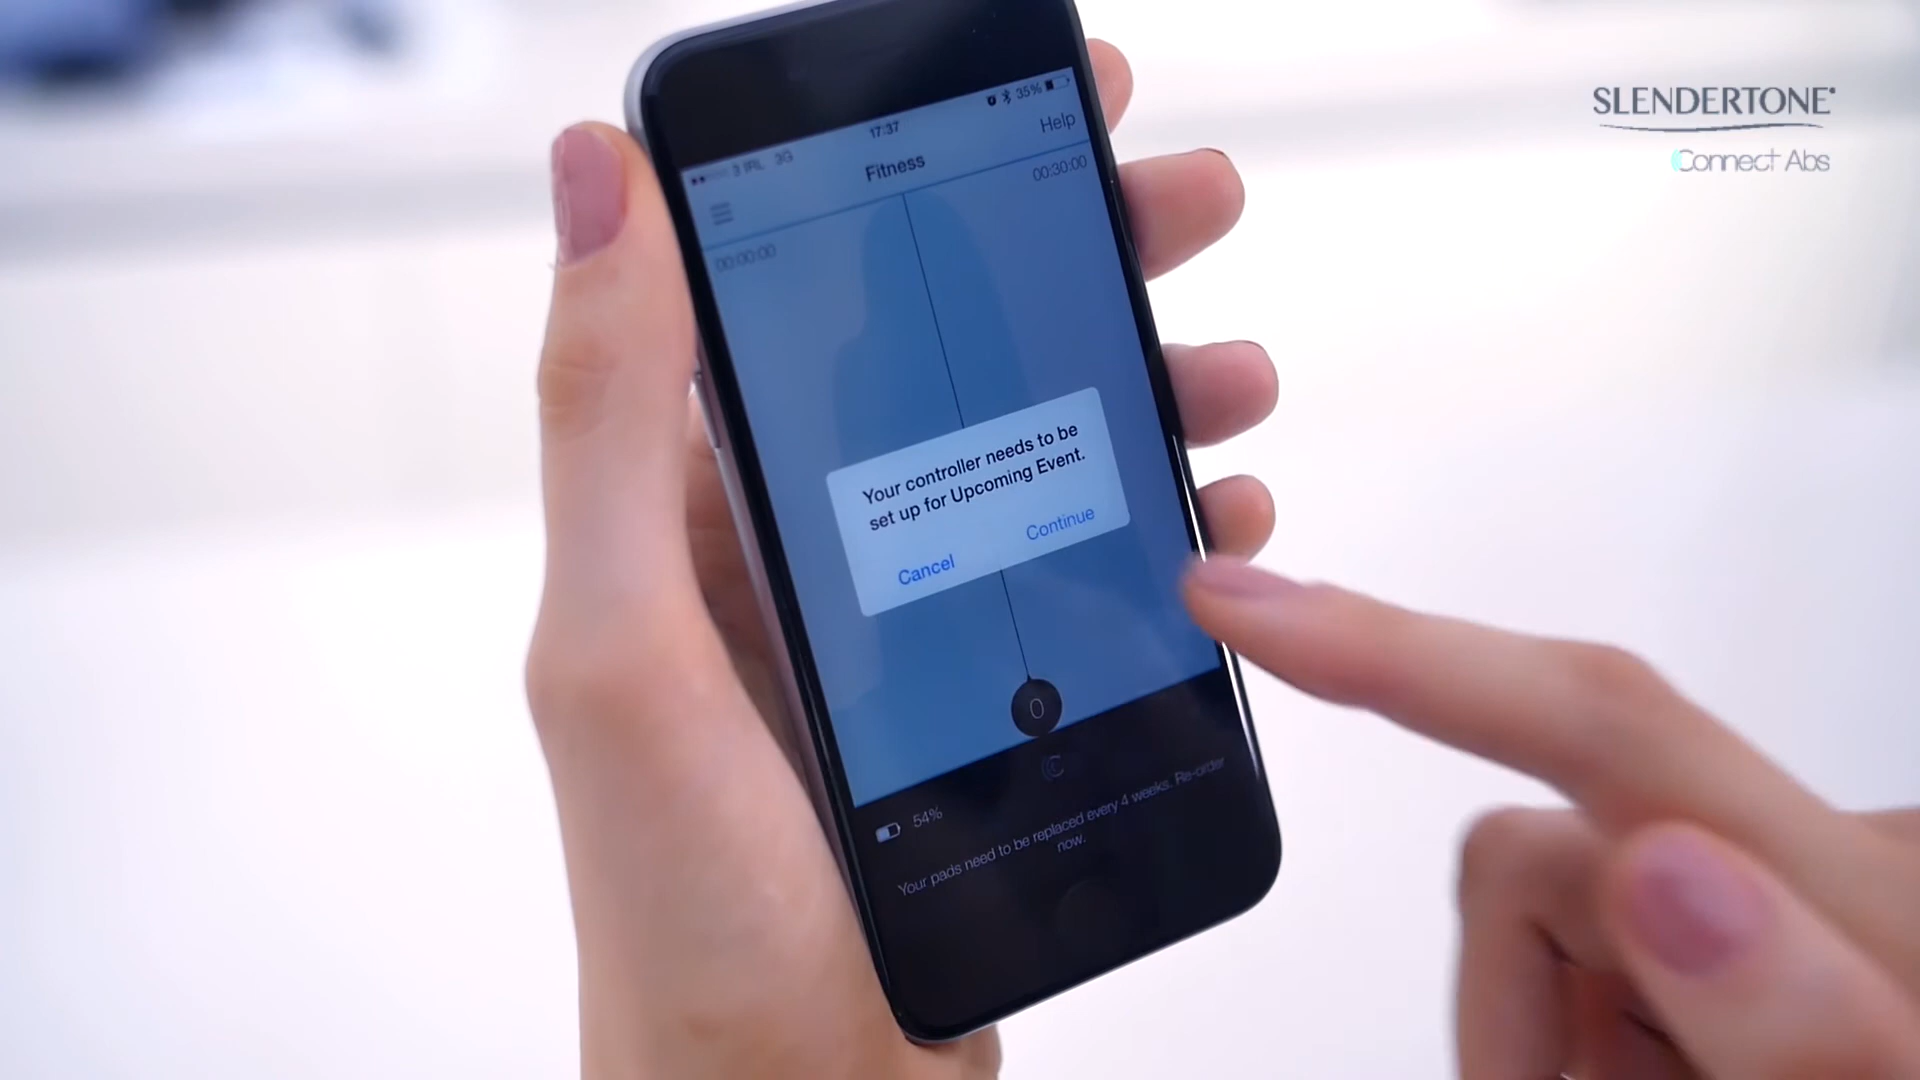 SLENDERTONE
Connect Abs
3 IRL 3G
17:37
35%
Fitness
Help
00:00:00
00:30:00
Your controller needs to be
set up for Upcoming Event.
Cancel
Continue
0
54%
Your pads need to be replaced every 4 weeks. Re-order
now.